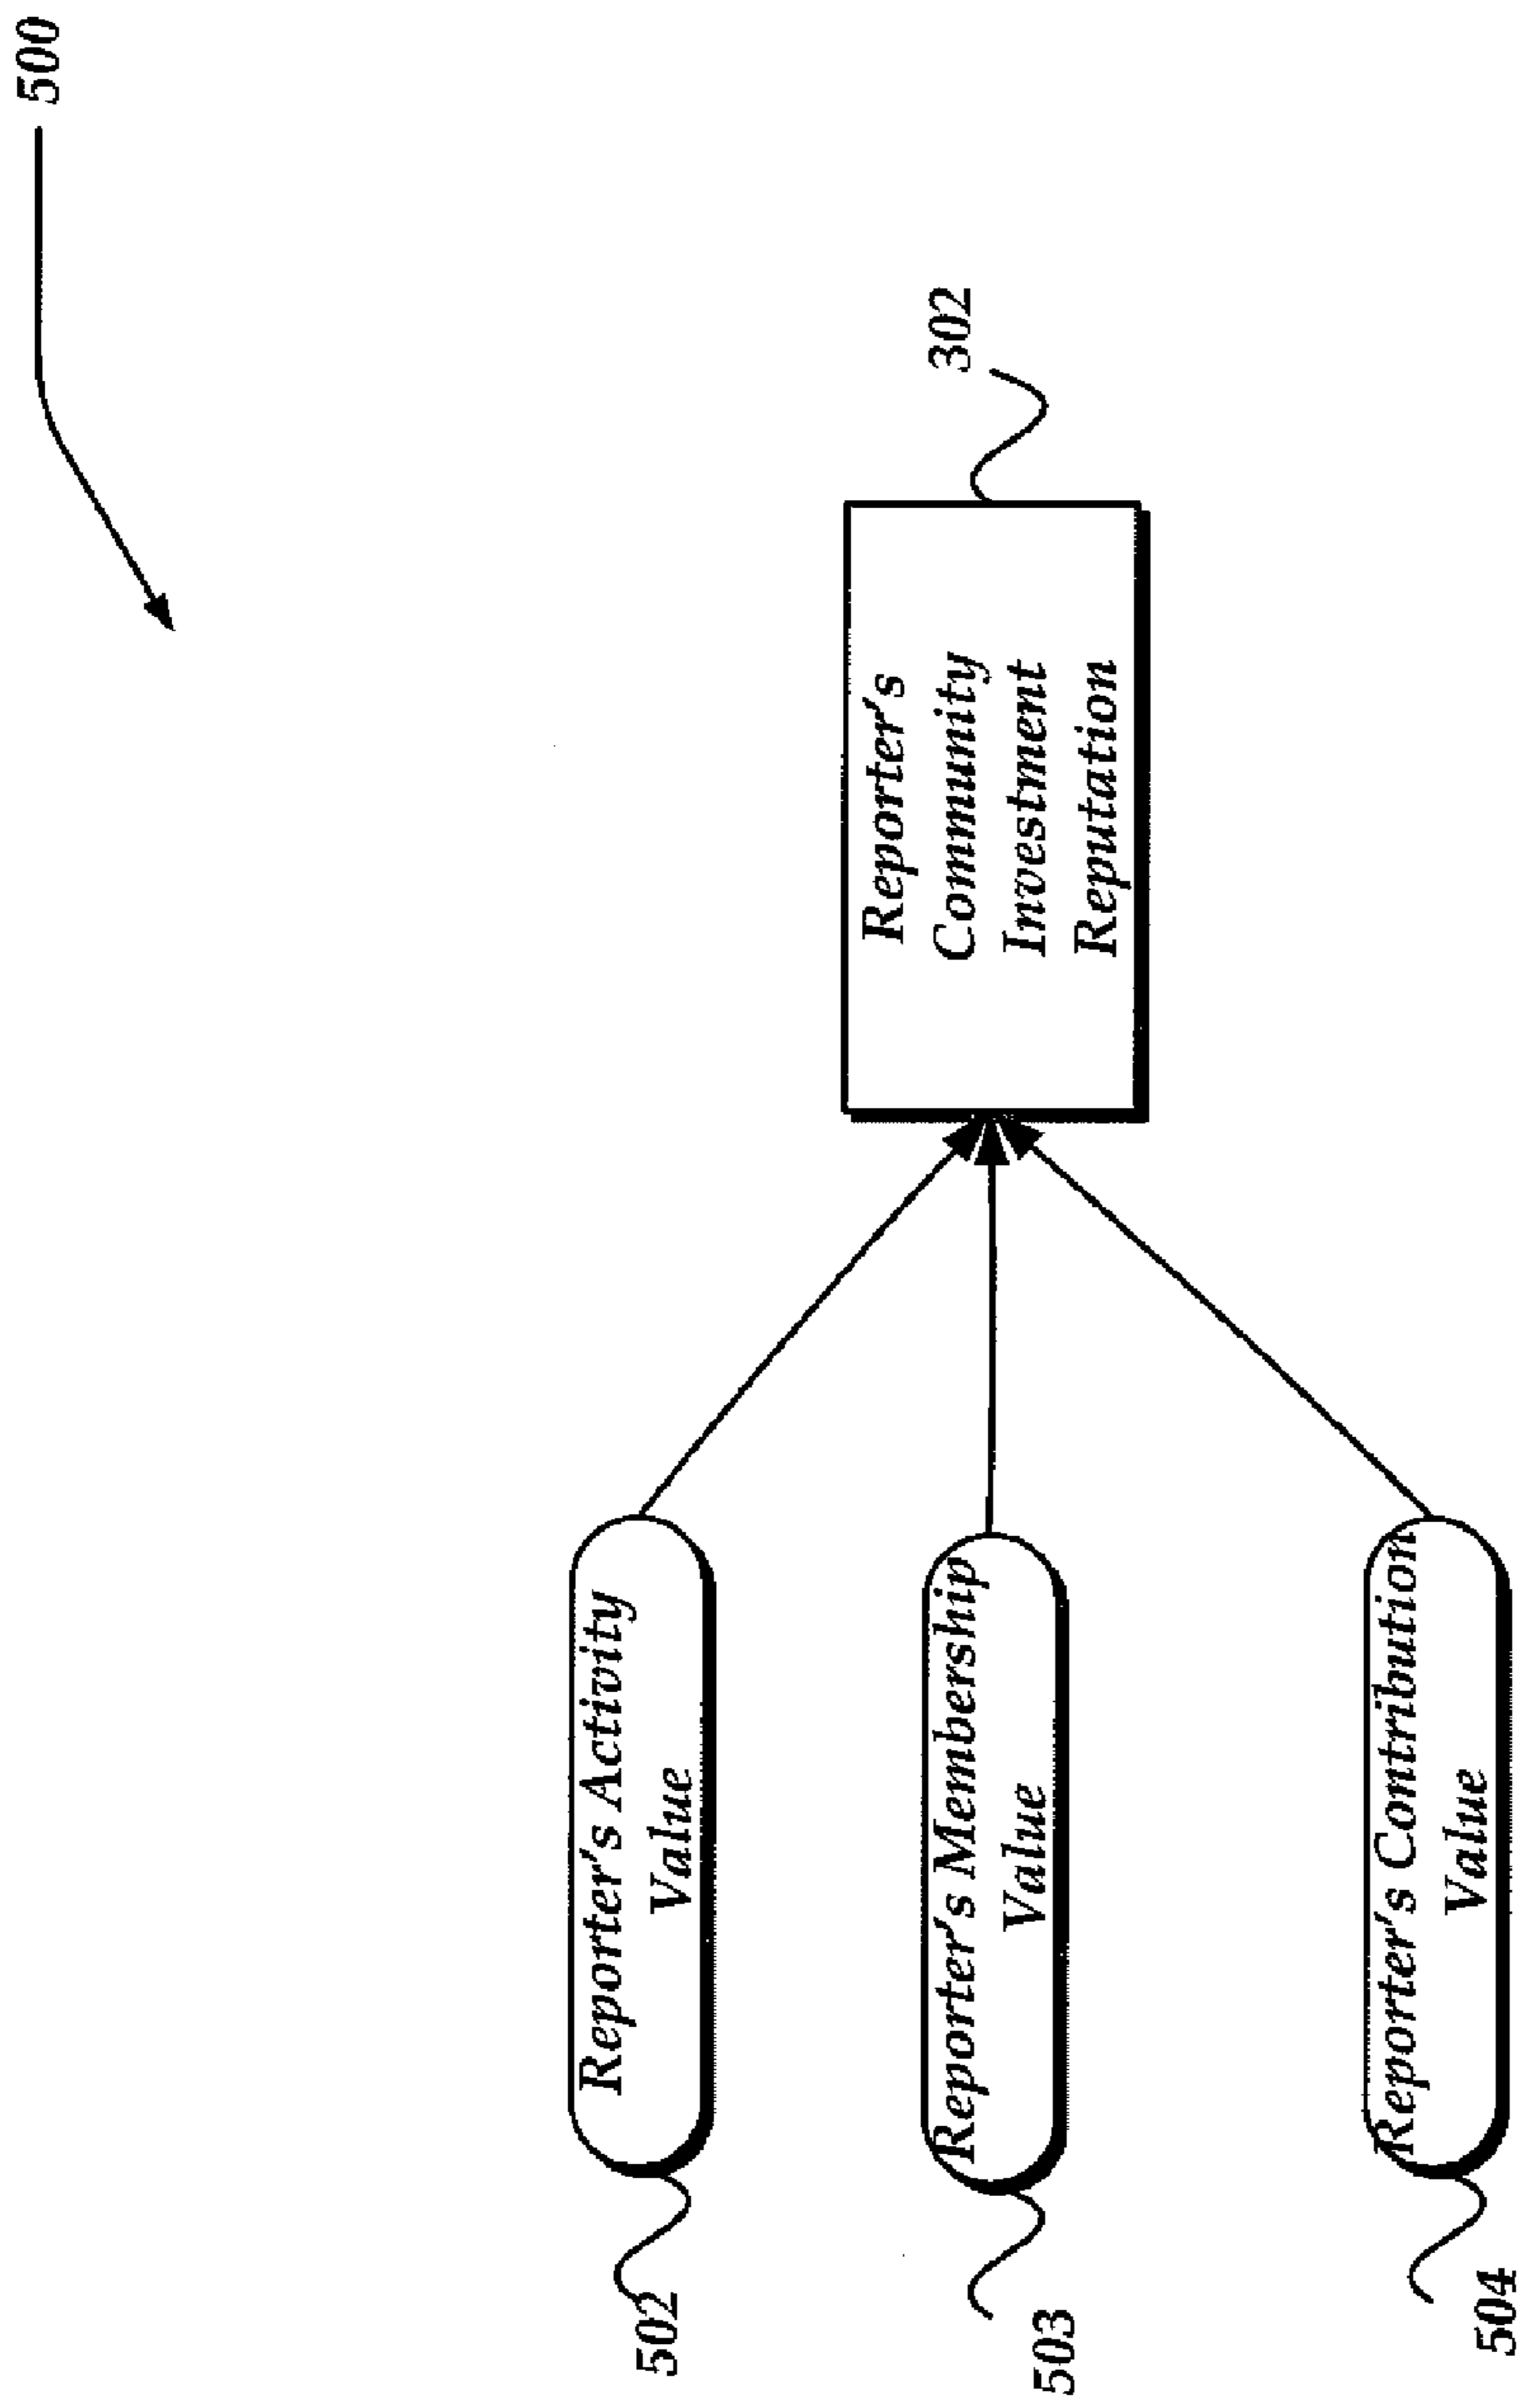 500
502
Reporter's Activity
Value
503
Reporter's Membership
Value
504
Reporter's Contribution
Value
Reporter's
Community
Investment
Reputation
302